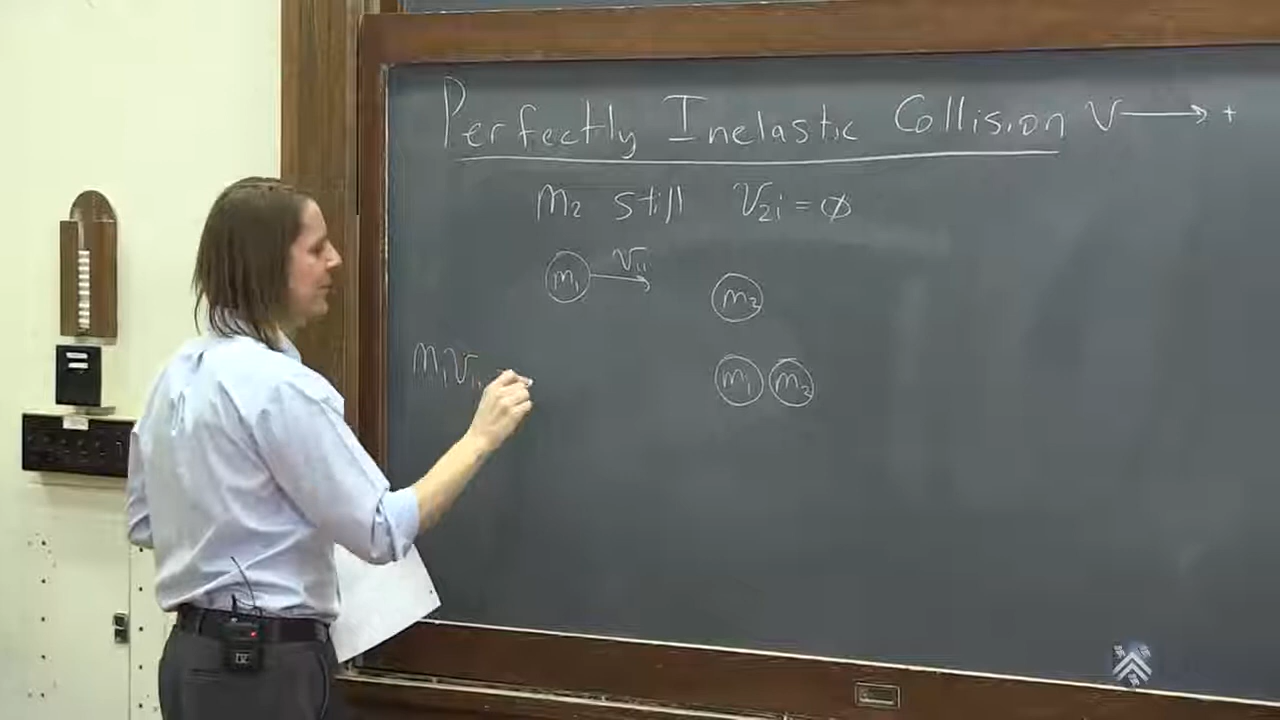 Perfectly Inelastic Collision V → +
m₂ still V₂i = ∅
m₁ V₁i
m₂
m₁V₁i
m₁ m₂